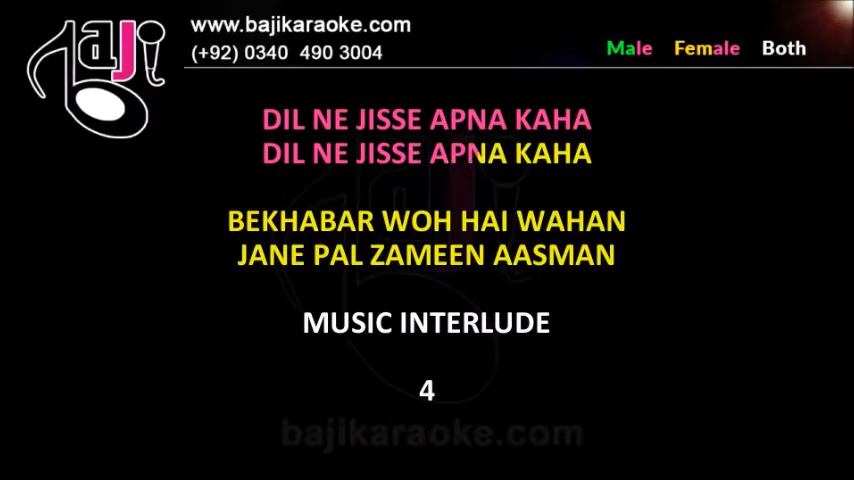 baji
www.bajikaraoke.com
(+92) 0340 490 3004
Male Female Both
DIL NE JISSE APNA KAHA
DIL NE JISSE APNA KAHA
BEKHABAR WOH HAI WAHAN
JANE PAL ZAMEEN AASMAN
MUSIC INTERLUDE
4
bajikaraoke.com